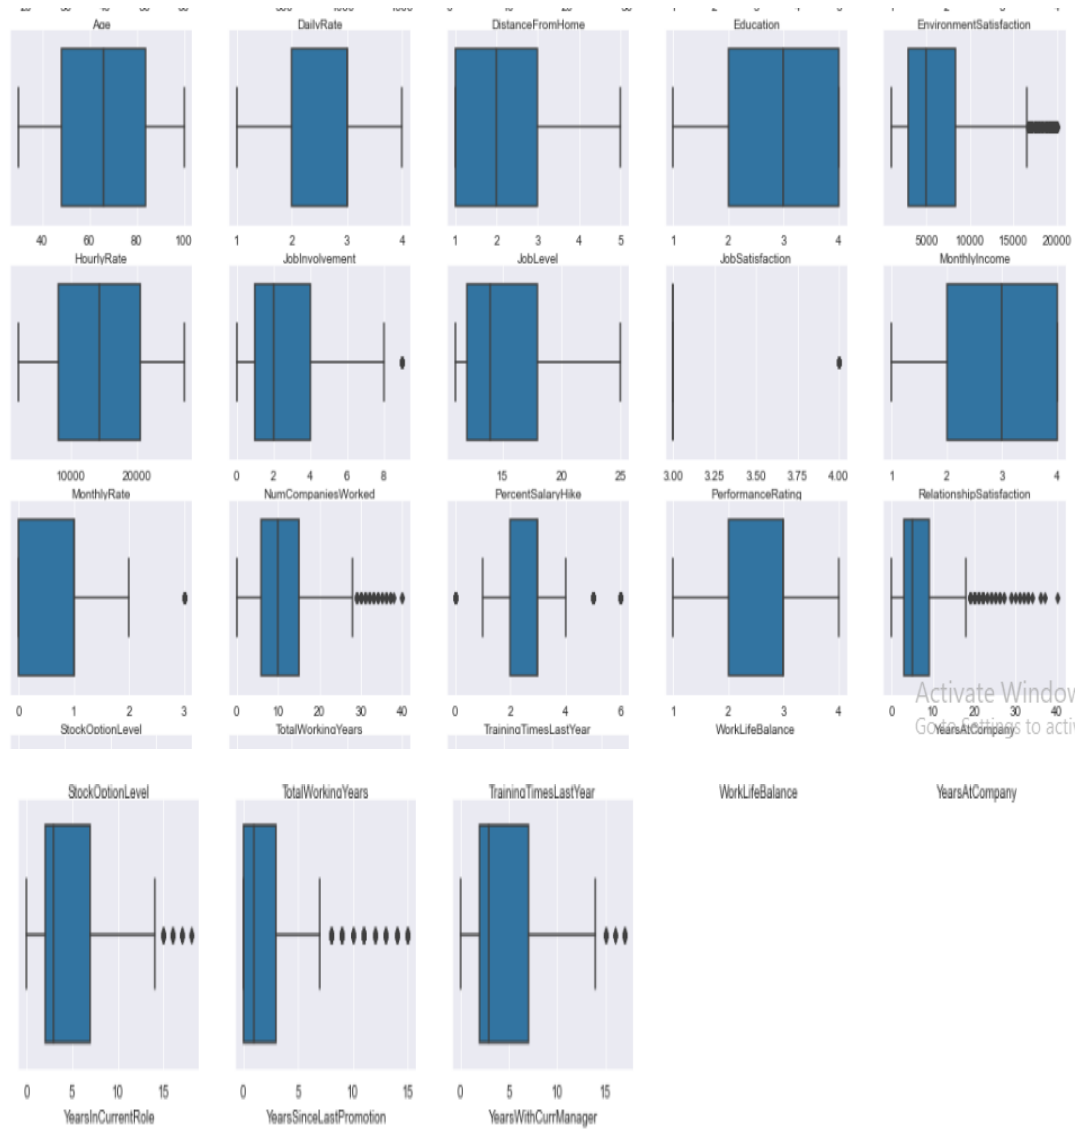 Age DailyRate DistanceFromHome Education EnvironmentSatisfaction
40 60 80 100 1 2 3 4 1 2 3 5 1 2 3 4 5000 10000 15000 20000
HourlyRate JobInvolvement JobLevel JobSatisfaction MonthlyIncome
10000 20000 0 2 4 6 8 15 20 25 3.00 3.25 3.50 3.75 4.00 1 2 3 4
MonthlyRate NumCompaniesWorked PercentSalaryHike PerformanceRating RelationshipSatisfaction
0 1 2 3 0 10 20 30 40 0 2 4 6 1 2 3 4 0 10 20 30 40
Activate Window
StockOptionLevel TotalWorkingYears TrainingTimesLastYear WorkLifeBalance YearsAtCompany
Go to Settings to activ
StockOptionLevel TotalWorkingYears TrainingTimesLastYear WorkLifeBalance YearsAtCompany
0 5 10 15 0 5 10 15 0 5 10 15
YearsInCurrentRole YearsSinceLastPromotion YearsWithCurrManager